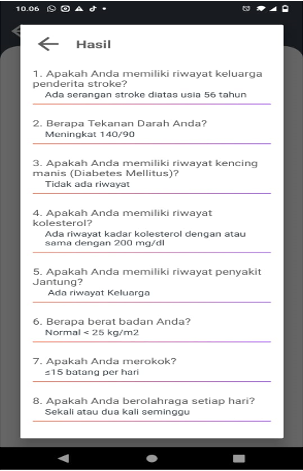 10.06
Hasil
1. Apakah Anda memiliki riwayat keluarga
penderita stroke?
Ada serangan stroke diatas usia 56 tahun
2. Berapa Tekanan Darah Anda?
Meningkat 140/90
3. Apakah Anda memiliki riwayat kencing
manis (Diabetes Mellitus)?
Tidak ada riwayat
4. Apakah Anda memiliki riwayat
kolesterol?
Ada riwayat kadar kolesterol dengan atau
sama dengan 200 mg/dl
5. Apakah Anda memiliki riwayat penyakit
Jantung?
Ada riwayat Keluarga
6. Berapa berat badan Anda?
Normal < 25 kg/m2
7. Apakah Anda merokok?
≤15 batang per hari
8. Apakah Anda berolahraga setiap hari?
Sekali atau dua kali seminggu